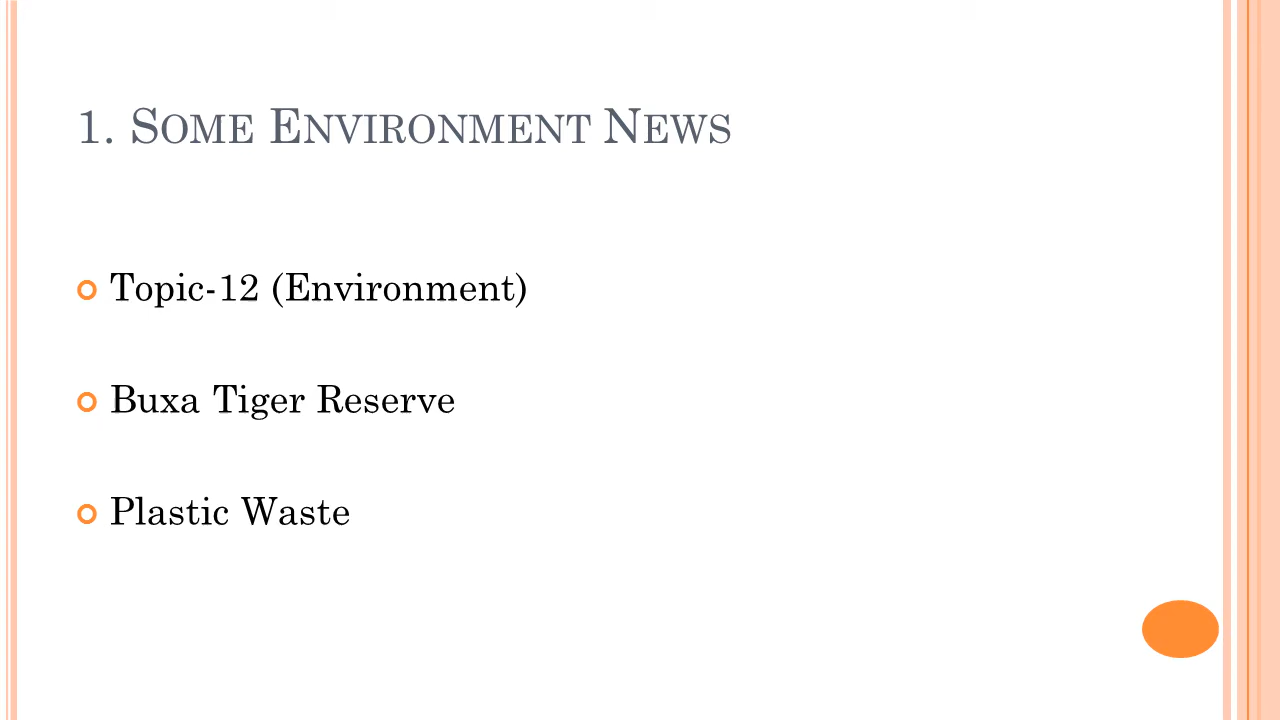 1. Some Environment News
Topic-12 (Environment)
Buxa Tiger Reserve
Plastic Waste